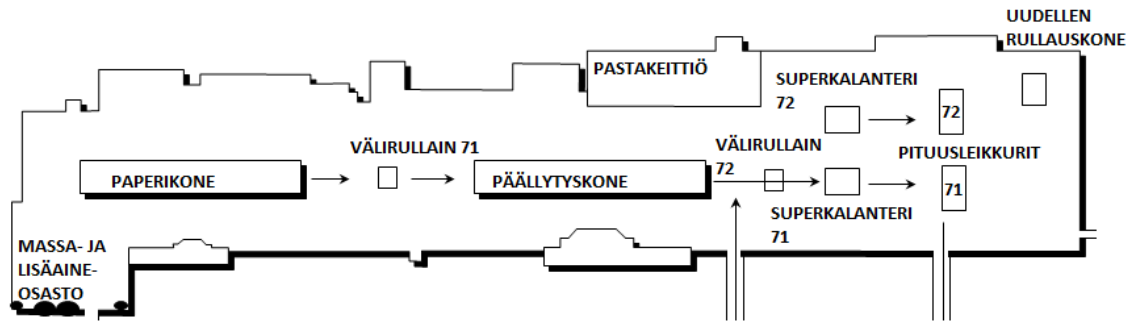 UUDELLEN
RULLAUSKONE
PASTAKEITTIÖ
SUPERKALANTERI
72
72
VÄLIRULLAIN 71
VÄLIRULLAIN
72
PITUUSLEIKKURIT
PAPERIKONE
PÄÄLLYTYSKONE
71
SUPERKALANTERI
71
MASSA- JA
LISÄAINE-
OSASTO